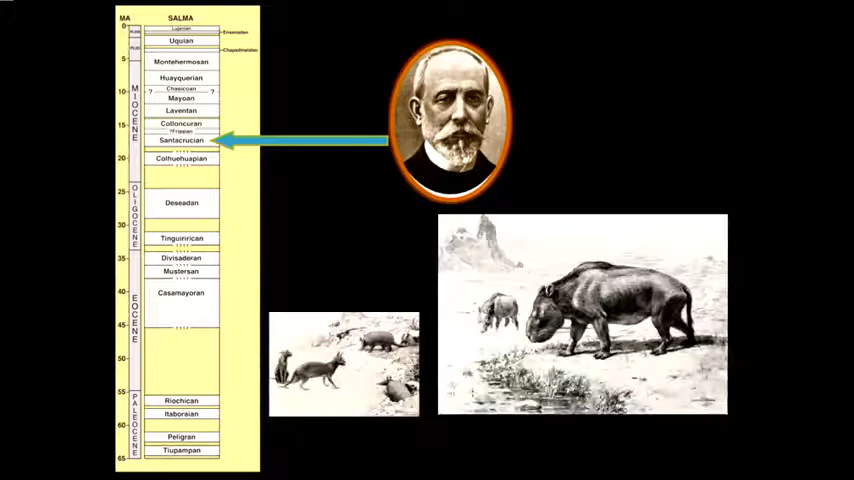 MA SALMA
0
Lujanian
Ensenadan
PLEIS
Uquian
PLIO
Chapadmalalan
5
Montehermosan
Huayquerian
Chasicoan
10 ? ?
Mayoan
Laventan
MIOCENE
Colloncuran
15
?Friasian
Santacrucian
20
Colhuehuapian
25
OLIGOCENE
Deseadan
30
Tinguirirican
Divisaderan
35
Mustersan
40
Casamayoran
EOCENE
45
50
55
Riochican
Itaboraian
60
PALEOCENE
Peligran
Tiupampan
65